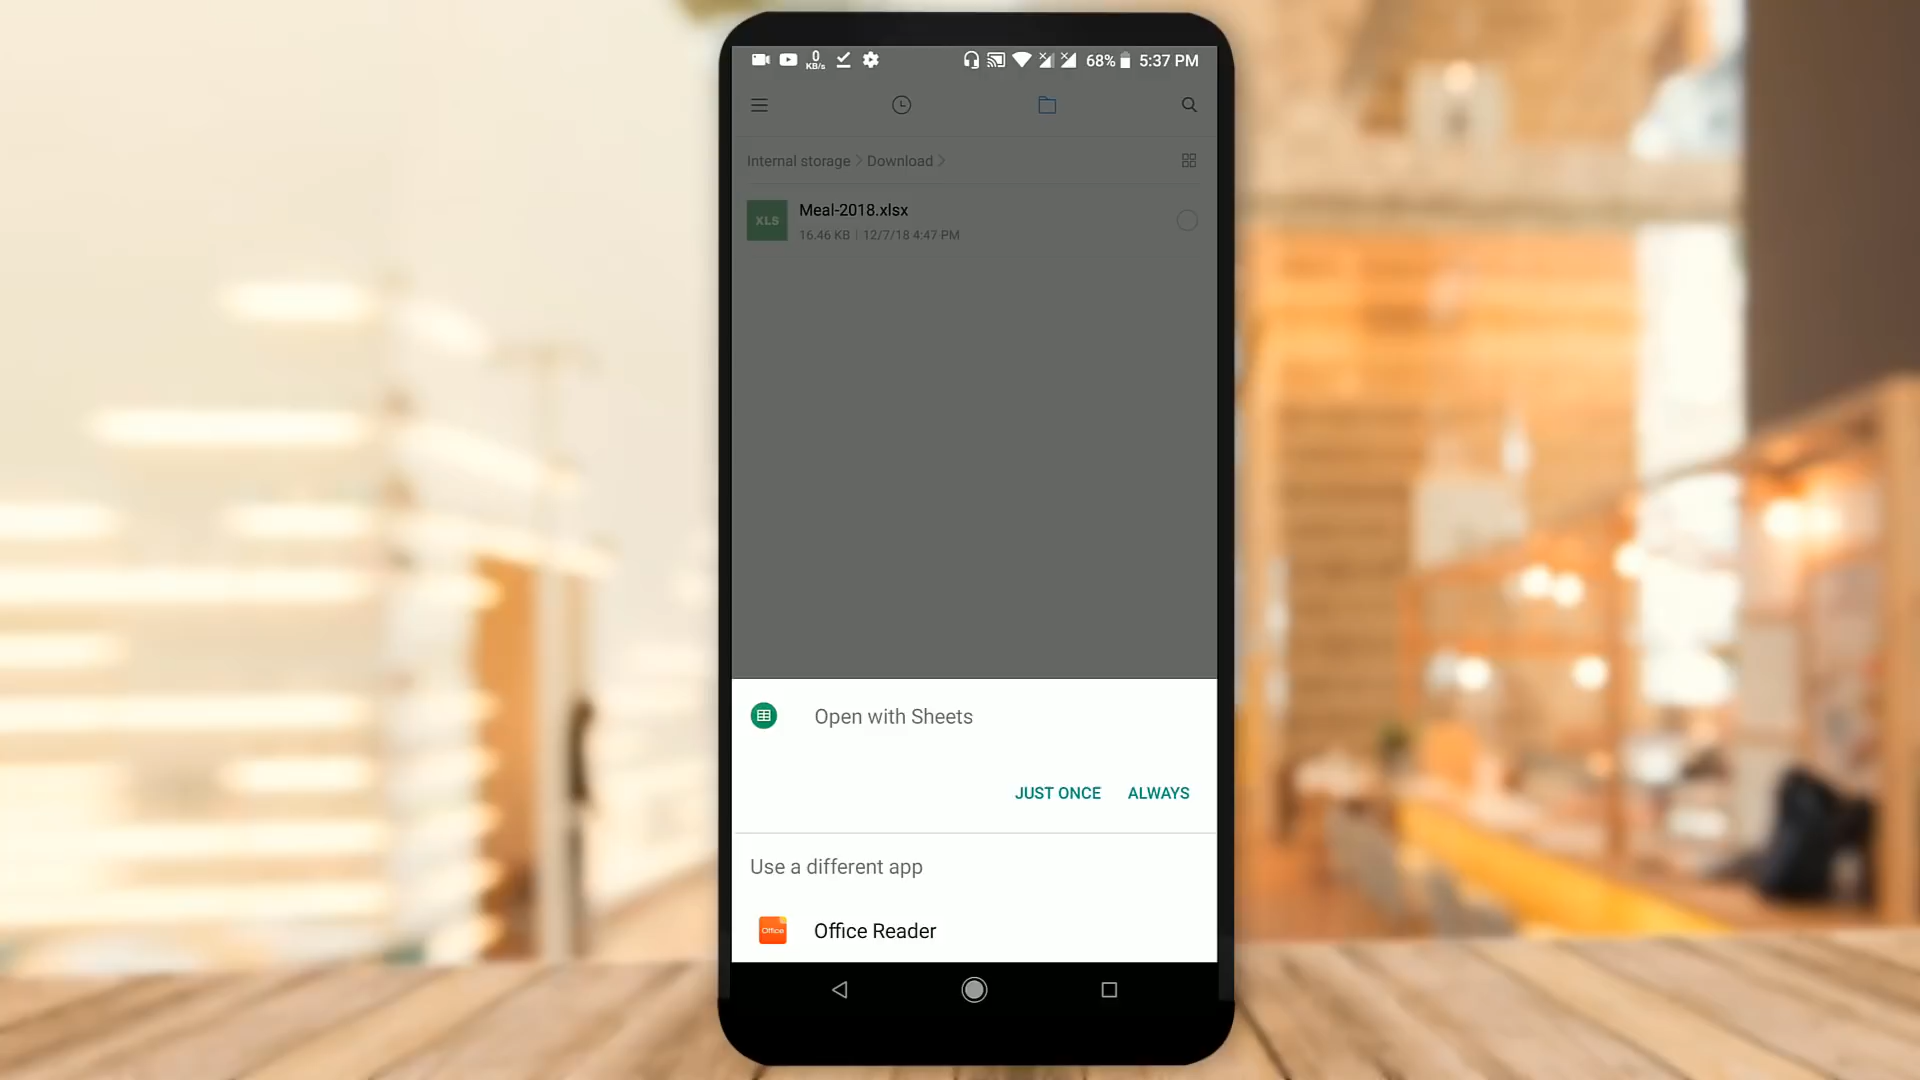 0
KB/s
68% 5:37 PM
Internal storage > Download >
XLS
Meal-2018.xlsx
16.46 KB | 12/7/18 4:47 PM
Open with Sheets
JUST ONCE ALWAYS
Use a different app
Office
Office Reader